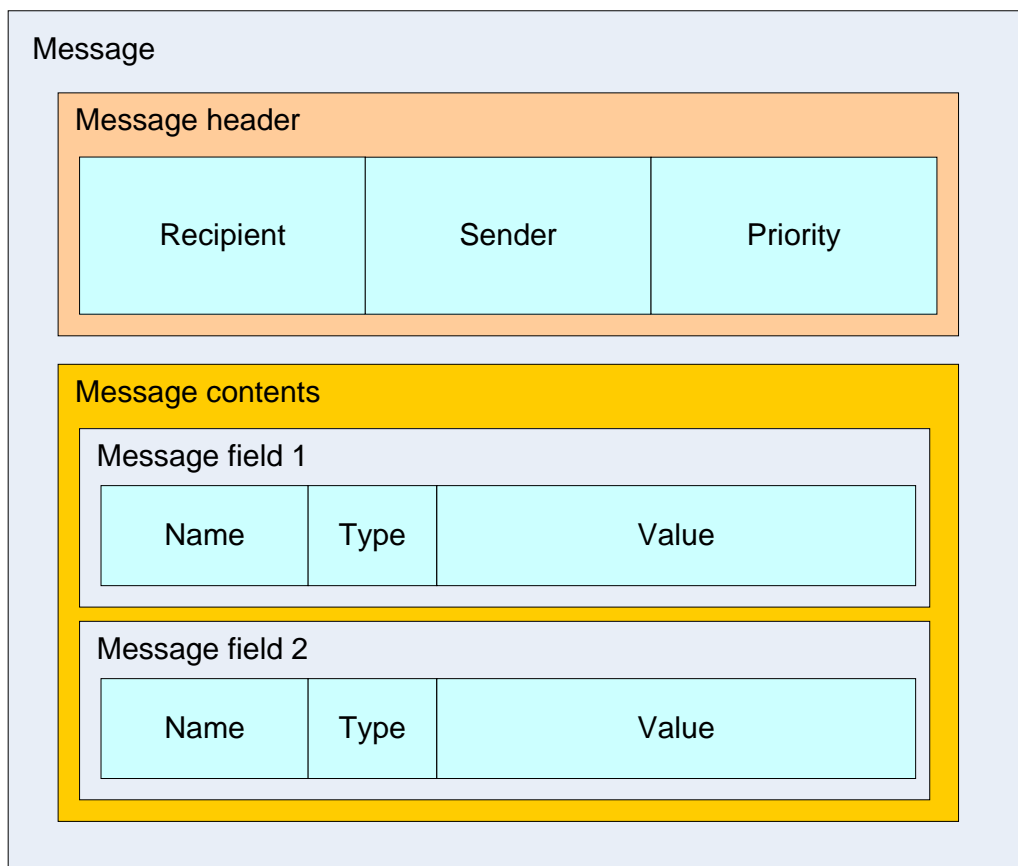 Message
Message header
Recipient Sender Priority
Message contents
Message field 1
Name Type Value
Message field 2
Name Type Value